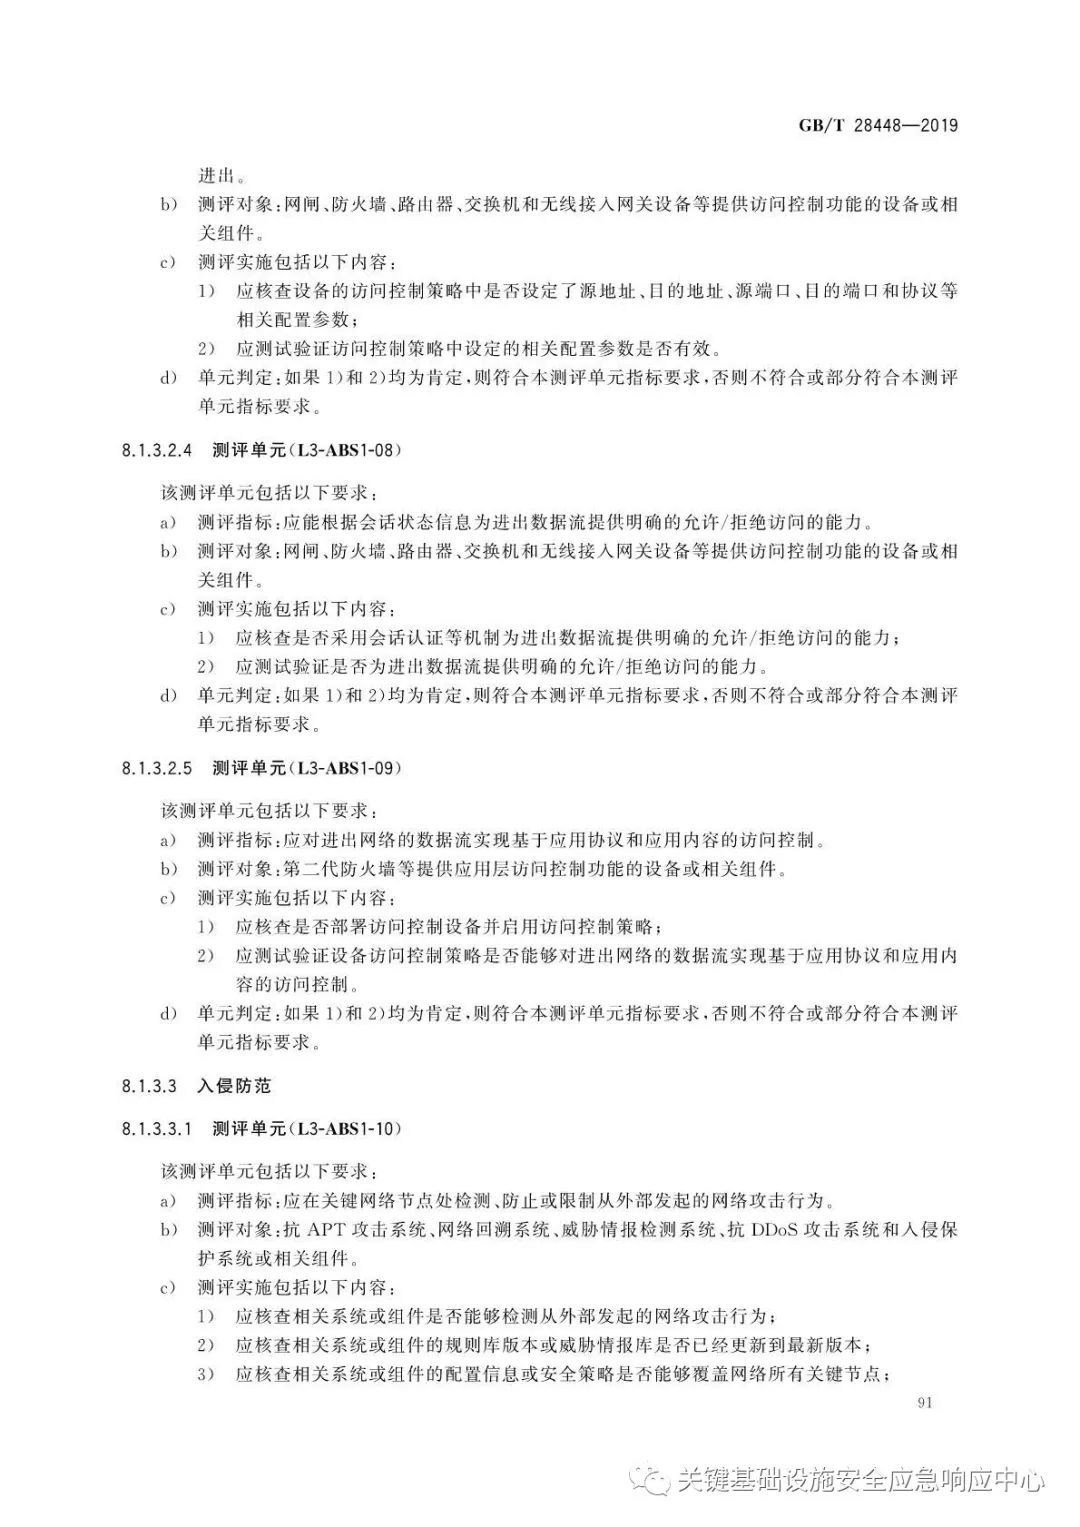 GB/T 28448—2019
进出。
b) 测评对象:网闸、防火墙、路由器、交换机和无线接入网关设备等提供访问控制功能的设备或相
关组件。
c) 测评实施包括以下内容:
1) 应核查设备的访问控制策略中是否设定了源地址、目的地址、源端口、目的端口和协议等
相关配置参数;
2) 应测试验证访问控制策略中设定的相关配置参数是否有效。
d) 单元判定:如果1)和2)均为肯定,则符合本测评单元指标要求,否则不符合或部分符合本测评
单元指标要求。
8.1.3.2.4 测评单元(L3-ABS1-08)
该测评单元包括以下要求:
a) 测评指标:应能根据会话状态信息为进出数据流提供明确的允许/拒绝访问的能力。
b) 测评对象:网闸、防火墙、路由器、交换机和无线接入网关设备等提供访问控制功能的设备或相
关组件。
c) 测评实施包括以下内容:
1) 应核查是否采用会话认证等机制为进出数据流提供明确的允许/拒绝访问的能力;
2) 应测试验证是否为进出数据流提供明确的允许/拒绝访问的能力。
d) 单元判定:如果1)和2)均为肯定,则符合本测评单元指标要求,否则不符合或部分符合本测评
单元指标要求。
8.1.3.2.5 测评单元(L3-ABS1-09)
该测评单元包括以下要求:
a) 测评指标:应对进出网络的数据流实现基于应用协议和应用内容的访问控制。
b) 测评对象:第二代防火墙等提供应用层访问控制功能的设备或相关组件。
c) 测评实施包括以下内容:
1) 应核查是否部署访问控制设备并启用访问控制策略;
2) 应测试验证设备访问控制策略是否能够对进出网络的数据流实现基于应用协议和应用内
容的访问控制。
d) 单元判定:如果1)和2)均为肯定,则符合本测评单元指标要求,否则不符合或部分符合本测评
单元指标要求。
8.1.3.3 入侵防范
8.1.3.3.1 测评单元(L3-ABS1-10)
该测评单元包括以下要求:
a) 测评指标:应在关键网络节点处检测、防止或限制从外部发起的网络攻击行为。
b) 测评对象:抗APT攻击系统、网络回溯系统、威胁情报检测系统、抗DDoS攻击系统和入侵保
护系统或相关组件。
c) 测评实施包括以下内容:
1) 应核查相关系统或组件是否能够检测从外部发起的网络攻击行为;
2) 应核查相关系统或组件的规则库版本或威胁情报库是否已经更新到最新版本;
3) 应核查相关系统或组件的配置信息或安全策略是否能够覆盖网络所有关键节点;
91
关键基础设施安全应急响应中心